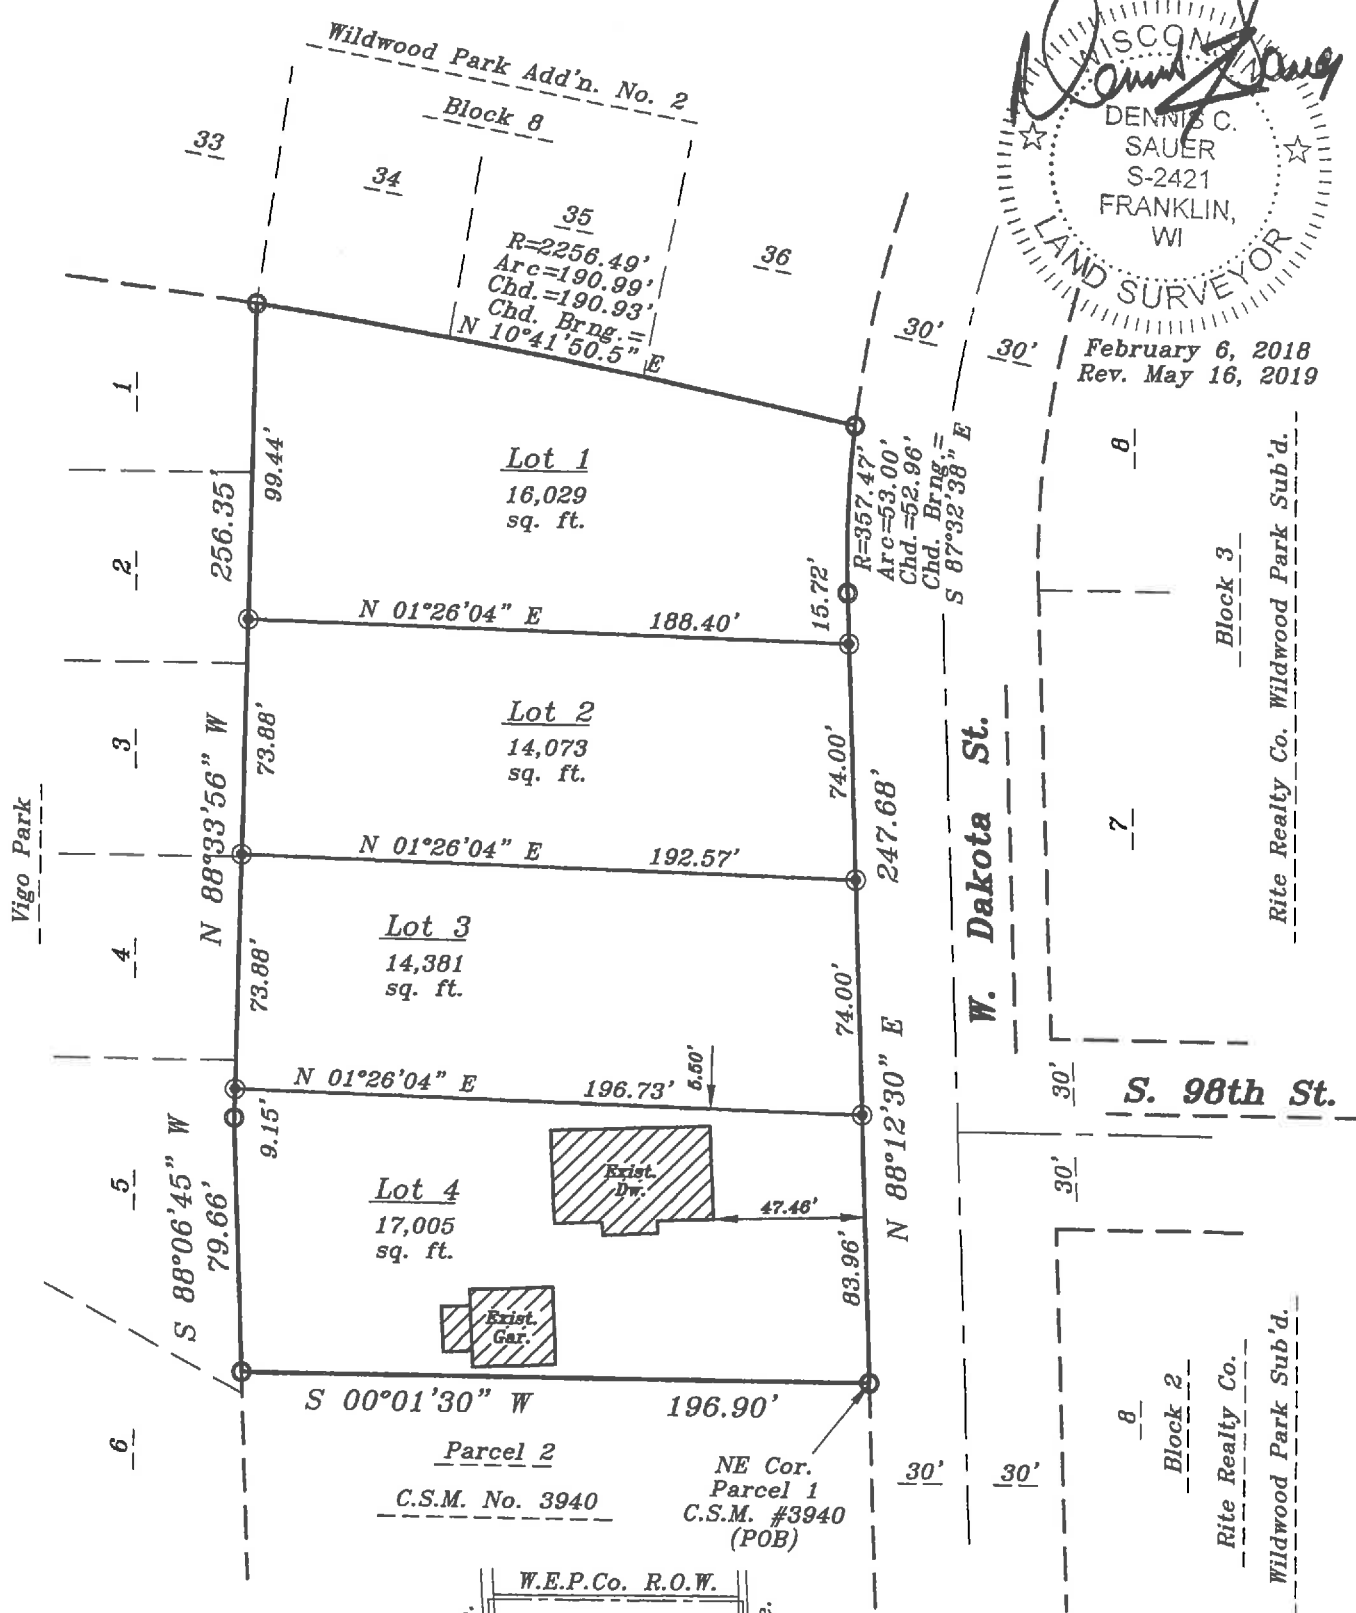 Wildwood Park Add'n. No. 2
Block 8
33
34
35
36
R=2256.49'
Arc=190.99'
Chd.=190.93'
Chd. Brng.=
N 10°41'50.5" E
WISCONSIN
DENNIS C.
SAUER
S-2421
FRANKLIN,
WI
LAND SURVEYOR
February 6, 2018
Rev. May 16, 2019
30'
30'
1
2
3
4
5
6
Vigo Park
256.35'
N 88°33'56" W
99.44'
73.88'
73.88'
9.15'
S 88°06'45" W
79.66'
Lot 1
16,029
sq. ft.
R=357.47'
Arc=53.00'
Chd.=52.96'
Chd. Brng.=
S 87°32'38" E
15.72'
N 01°26'04" E 188.40'
Lot 2
14,073
sq. ft.
74.00'
247.68'
N 88°12'30" E
N 01°26'04" E 192.57'
Lot 3
14,381
sq. ft.
74.00'
N 01°26'04" E 196.73'
5.50'
Exist.
Dw.
47.46'
Lot 4
17,005
sq. ft.
83.96'
Exist.
Gar.
S 00°01'30" W 196.90'
Parcel 2
C.S.M. No. 3940
NE Cor.
Parcel 1
C.S.M. #3940
(POB)
W.E.P.Co. R.O.W.
W. Dakota St.
8
Block 3
Rite Realty Co. Wildwood Park Sub'd.
7
30'
S. 98th St.
30'
30'
30'
8
Block 2
Rite Realty Co.
Wildwood Park Sub'd.